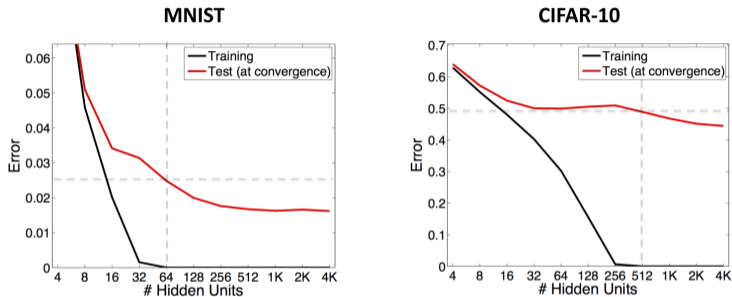 MNIST
Error
0.06
0.05
0.04
0.03
0.02
0.01
0
Training
Test (at convergence)
4 8 16 32 64 128 256 512 1K 2K 4K
# Hidden Units
CIFAR-10
Error
0.7
0.6
0.5
0.4
0.3
0.2
0.1
0
Training
Test (at convergence)
4 8 16 32 64 128 256 512 1K 2K 4K
# Hidden Units